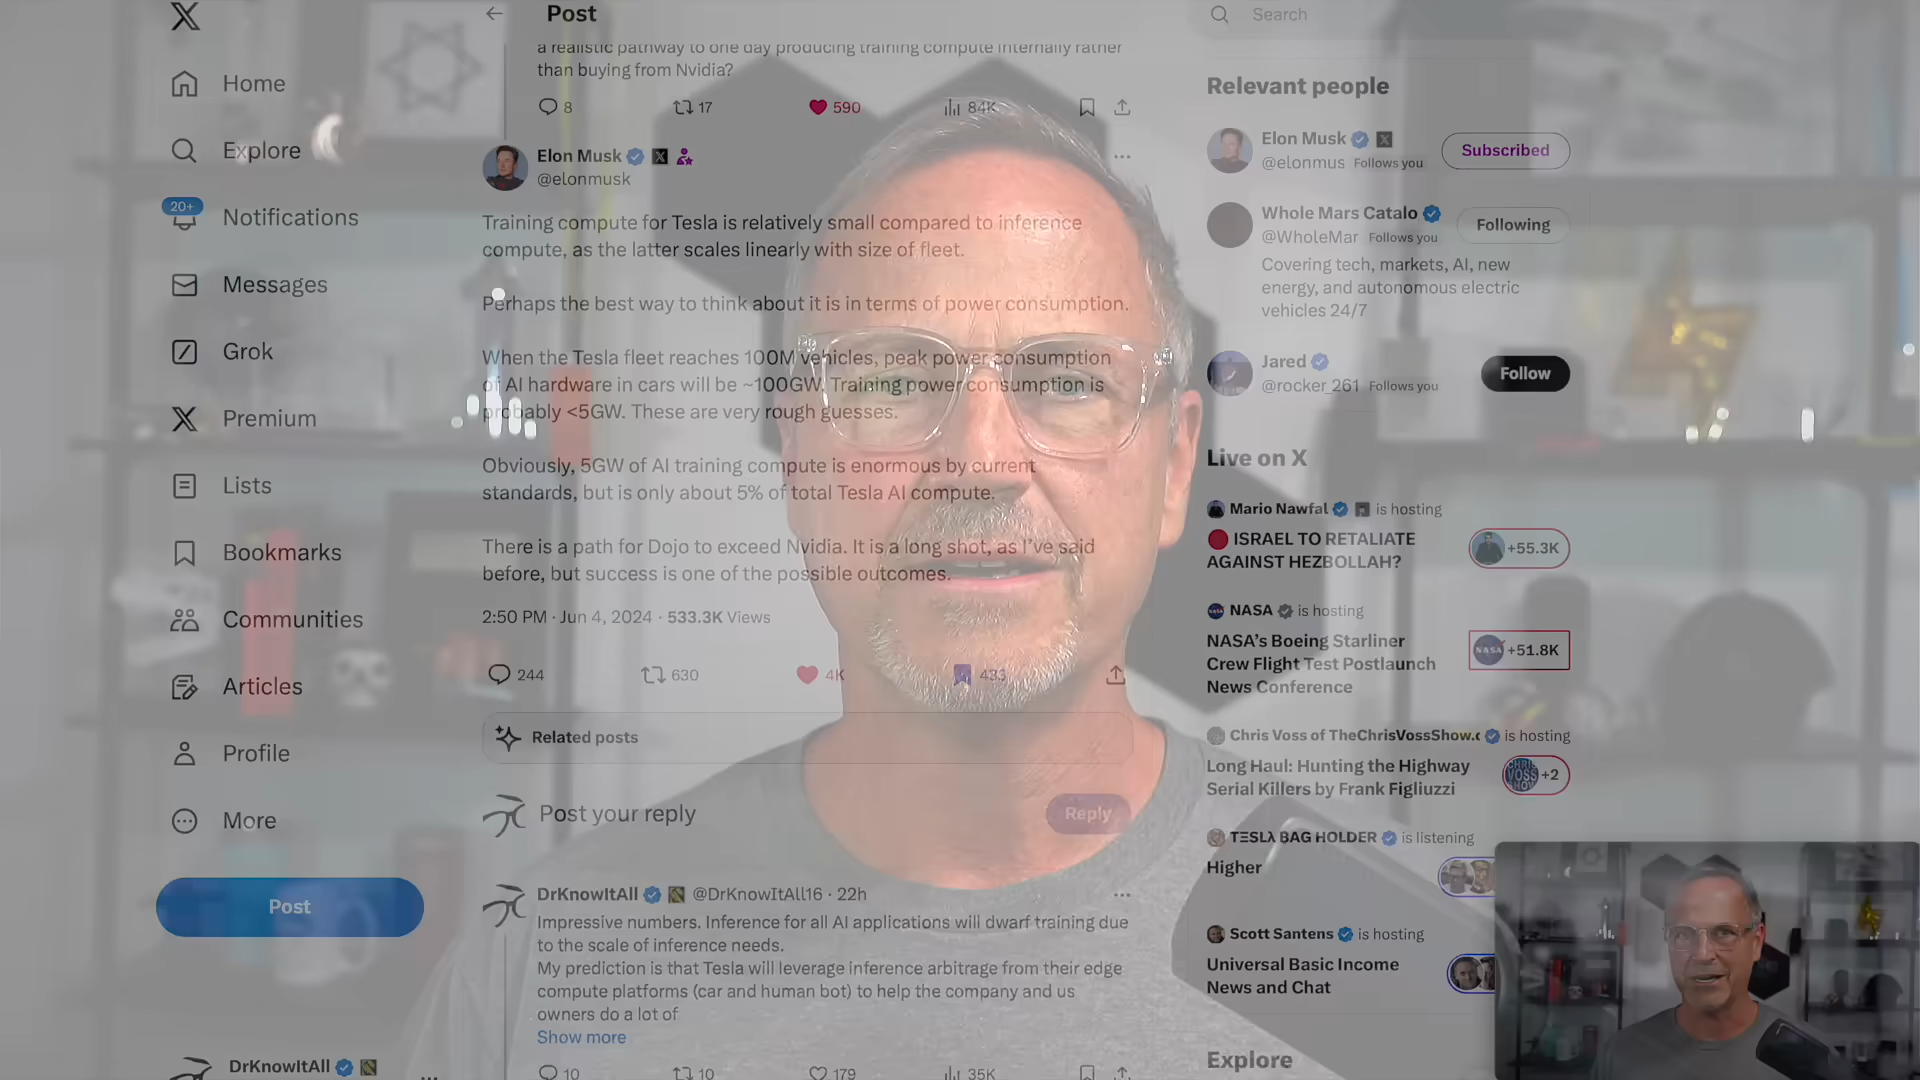 Post
Search
Home
Explore
20+
Notifications
Messages
Grok
Premium
Lists
Bookmarks
Communities
Articles
Profile
More
Post
DrKnowItAll
a realistic pathway to one day producing training compute internally rather
than buying from Nvidia?
8 17 590 84K
Elon Musk
@elonmusk
Training compute for Tesla is relatively small compared to inference
compute, as the latter scales linearly with size of fleet.
Perhaps the best way to think about it is in terms of power consumption.
When the Tesla fleet reaches 100M vehicles, peak power consumption
of AI hardware in cars will be ~100GW. Training power consumption is
probably <5GW. These are very rough guesses.
Obviously, 5GW of AI training compute is enormous by current
standards, but is only about 5% of total Tesla AI compute.
There is a path for Dojo to exceed Nvidia. It is a long shot, as I've said
before, but success is one of the possible outcomes.
2:50 PM · Jun 4, 2024 · 533.3K Views
244 630 4K 433
Related posts
Post your reply
Reply
DrKnowItAll @DrKnowItAll16 · 22h
Impressive numbers. Inference for all AI applications will dwarf training due
to the scale of inference needs.
My prediction is that Tesla will leverage inference arbitrage from their edge
compute platforms (car and human bot) to help the company and us
owners do a lot of
Show more
10 10 179 35K
Relevant people
Elon Musk
@elonmus Follows you
Subscribed
Whole Mars Catalo
@WholeMar Follows you
Following
Covering tech, markets, AI, new
energy, and autonomous electric
vehicles 24/7
Jared
@rocker_261 Follows you
Follow
Live on X
Mario Nawfal is hosting
ISRAEL TO RETALIATE
AGAINST HEZBOLLAH?
+55.3K
NASA is hosting
NASA's Boeing Starliner
Crew Flight Test Postlaunch
News Conference
+51.8K
Chris Voss of TheChrisVossShow.c is hosting
Long Haul: Hunting the Highway
Serial Killers by Frank Figliuzzi
+2
TΞSLA BAG HOLDER is listening
Higher
Scott Santens is hosting
Universal Basic Income
News and Chat
Explore